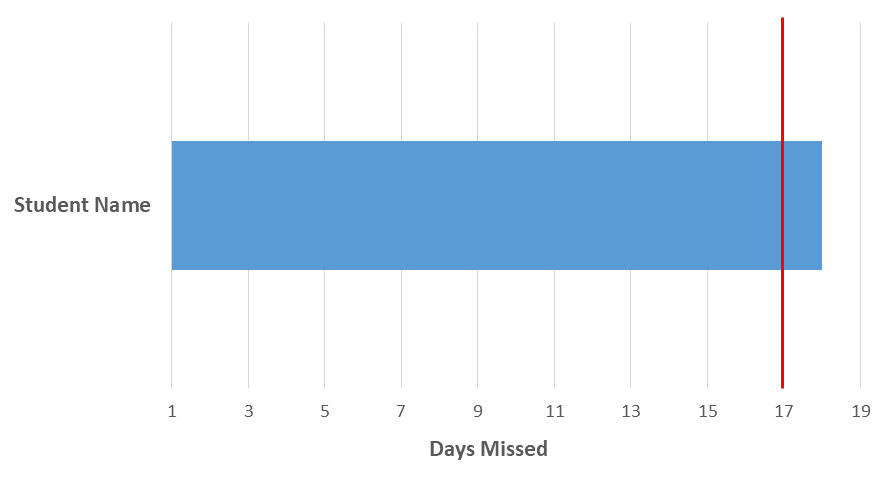 Student Name
1 3 5 7 9 11 13 15 17 19
Days Missed